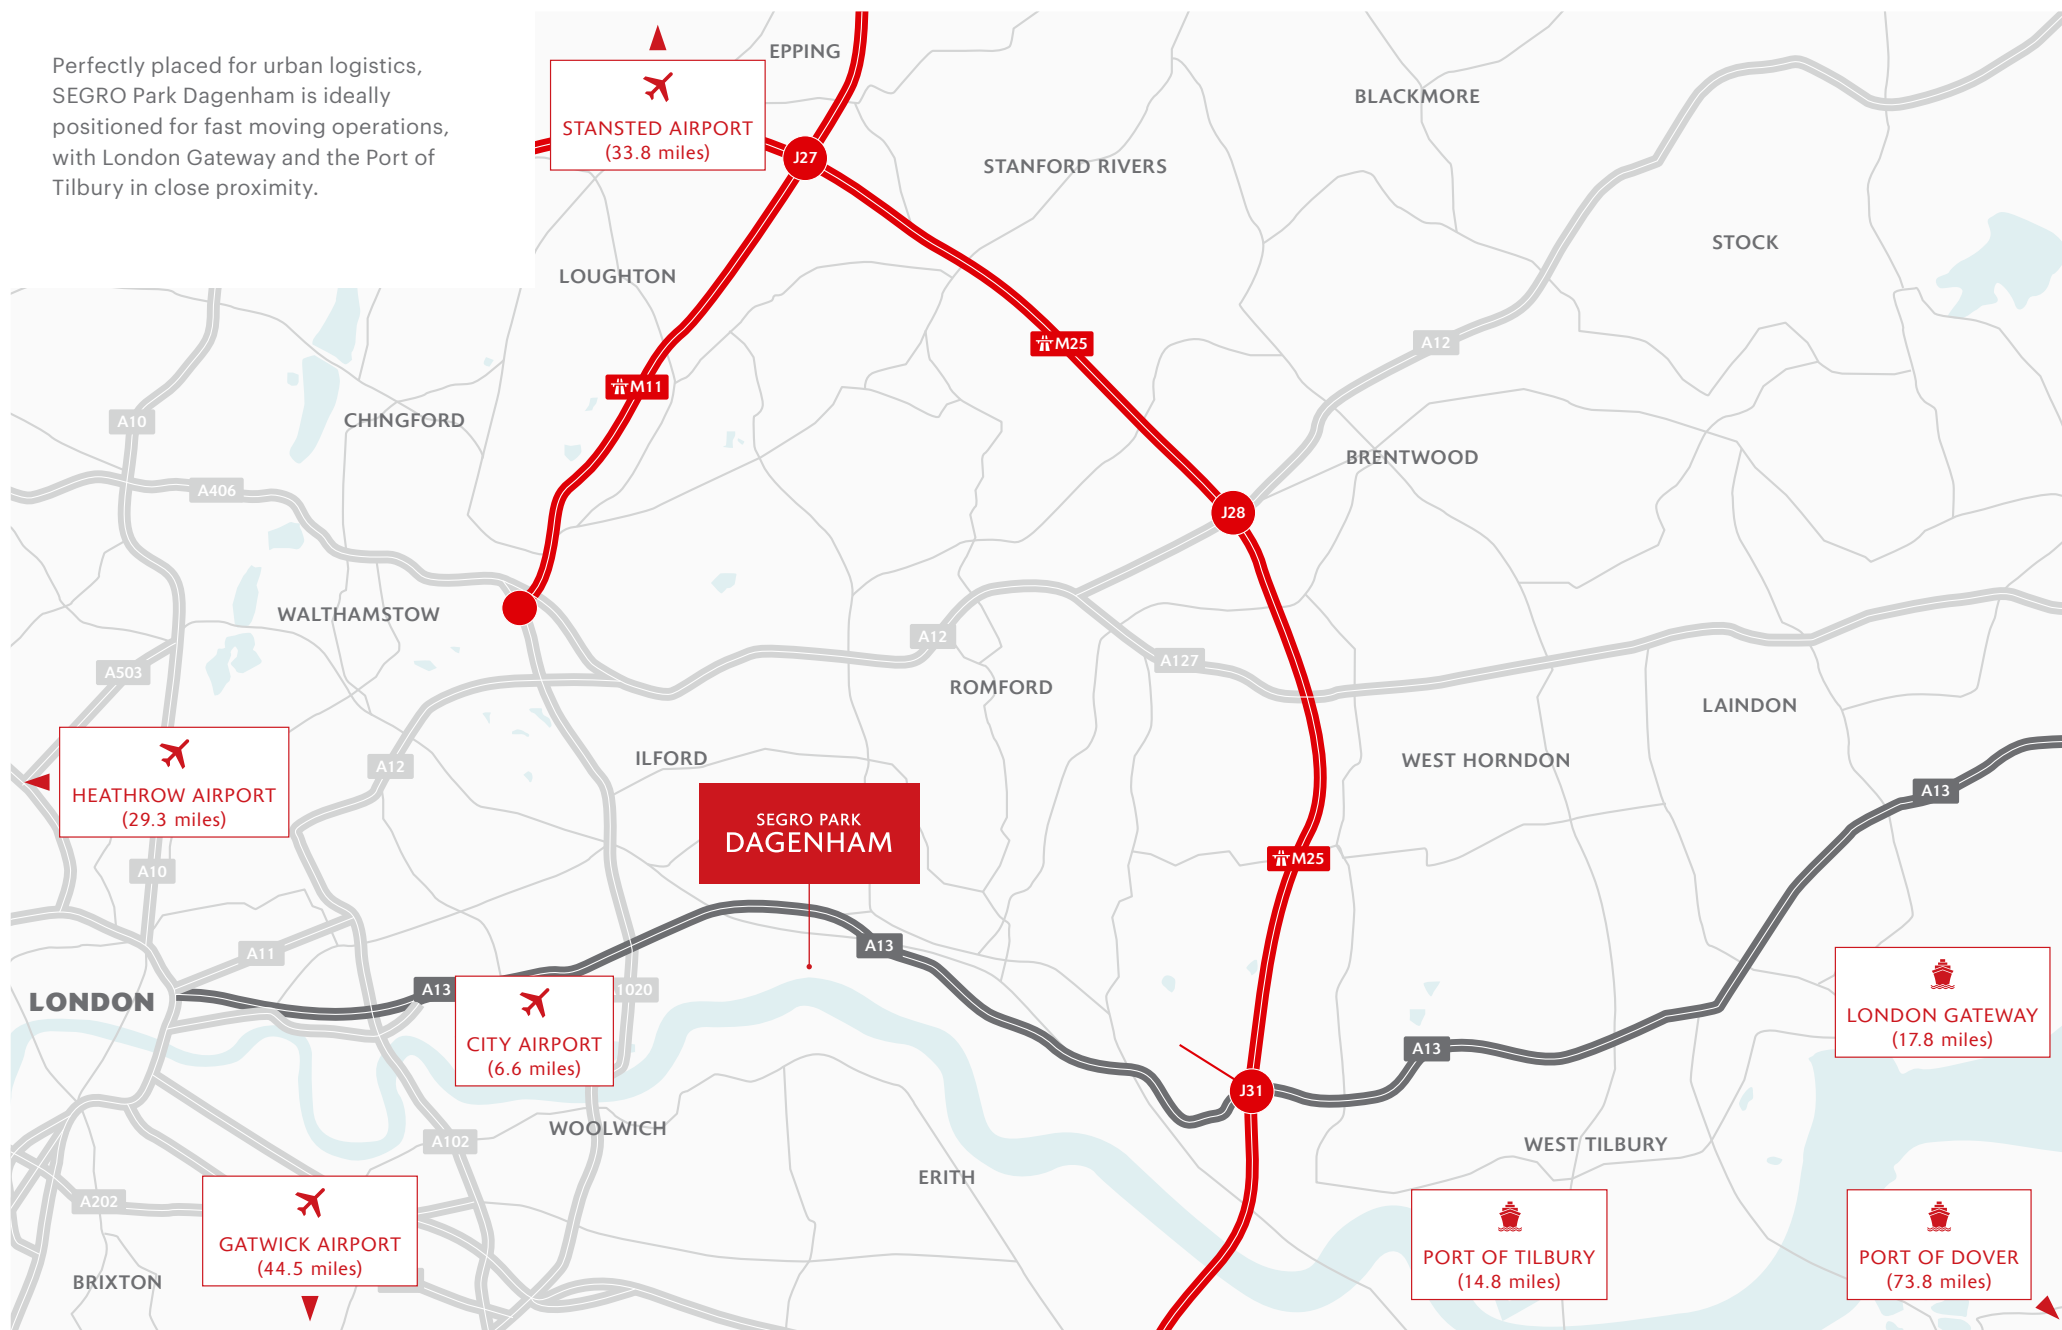 Perfectly placed for urban logistics,
SEGRO Park Dagenham is ideally
positioned for fast moving operations,
with London Gateway and the Port of
Tilbury in close proximity.
EPPING
BLACKMORE
STANSTED AIRPORT
(33.8 miles)
J27
STANFORD RIVERS
STOCK
LOUGHTON
M25
A12
M11
CHINGFORD
A10
BRENTWOOD
A406
J28
WALTHAMSTOW
A12
A503
A127
ROMFORD
LAINDON
ILFORD
WEST HORNDON
A12
HEATHROW AIRPORT
(29.3 miles)
A13
SEGRO PARK
DAGENHAM
M25
A10
A13
A11
LONDON
A13
1020
CITY AIRPORT
(6.6 miles)
LONDON GATEWAY
(17.8 miles)
A13
J31
WOOLWICH
A102
WEST TILBURY
ERITH
A202
GATWICK AIRPORT
(44.5 miles)
PORT OF TILBURY
(14.8 miles)
PORT OF DOVER
(73.8 miles)
BRIXTON